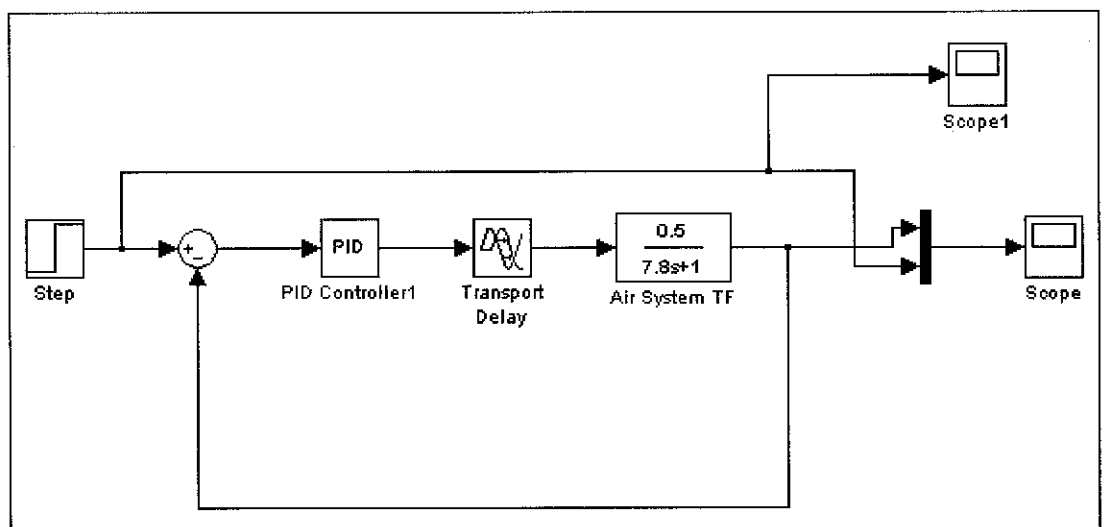 Scope1
+
−
PID
0.5
7.8s+1
Step
PID Controller1
Transport
Delay
Air System TF
Scope